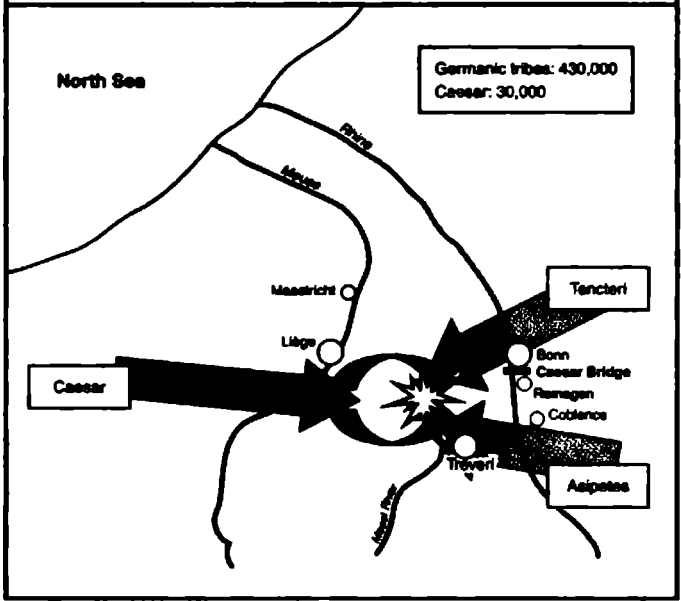 North Sea
Germanic tribes: 430,000
Caesar: 30,000
Rhine
Meuse
Maastricht
Tencteri
Liège
Bonn
Caesar Bridge
Remagen
Coblence
Caesar
Treveri
Asipetes
Mosel River